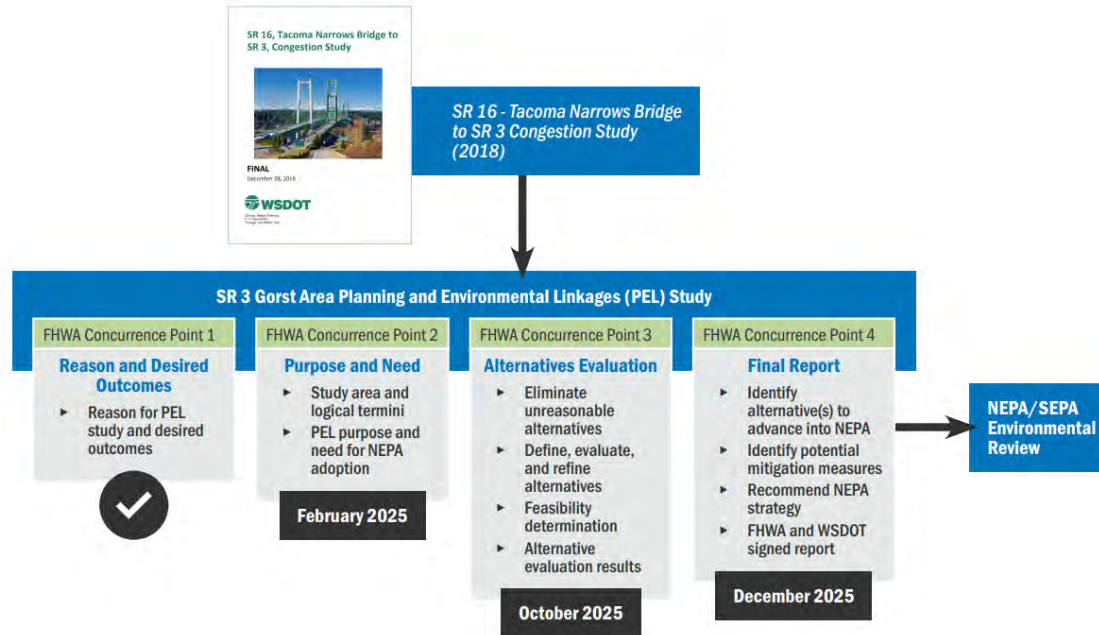 SR 16, Tacoma Narrows Bridge to
SR 3, Congestion Study
FINAL
December 28, 2018
WSDOT
SR 16 - Tacoma Narrows Bridge
to SR 3 Congestion Study
(2018)
SR 3 Gorst Area Planning and Environmental Linkages (PEL) Study
FHWA Concurrence Point 1
Reason and Desired
Outcomes
► Reason for PEL
study and desired
outcomes
FHWA Concurrence Point 2
Purpose and Need
► Study area and
logical termini
► PEL purpose and
need for NEPA
adoption
February 2025
FHWA Concurrence Point 3
Alternatives Evaluation
► Eliminate
unreasonable
alternatives
► Define, evaluate,
and refine
alternatives
► Feasibility
determination
► Alternative
evaluation results
October 2025
FHWA Concurrence Point 4
Final Report
► Identify
alternative(s) to
advance into NEPA
► Identify potential
mitigation measures
► Recommend NEPA
strategy
► FHWA and WSDOT
signed report
December 2025
NEPA/SEPA
Environmental
Review